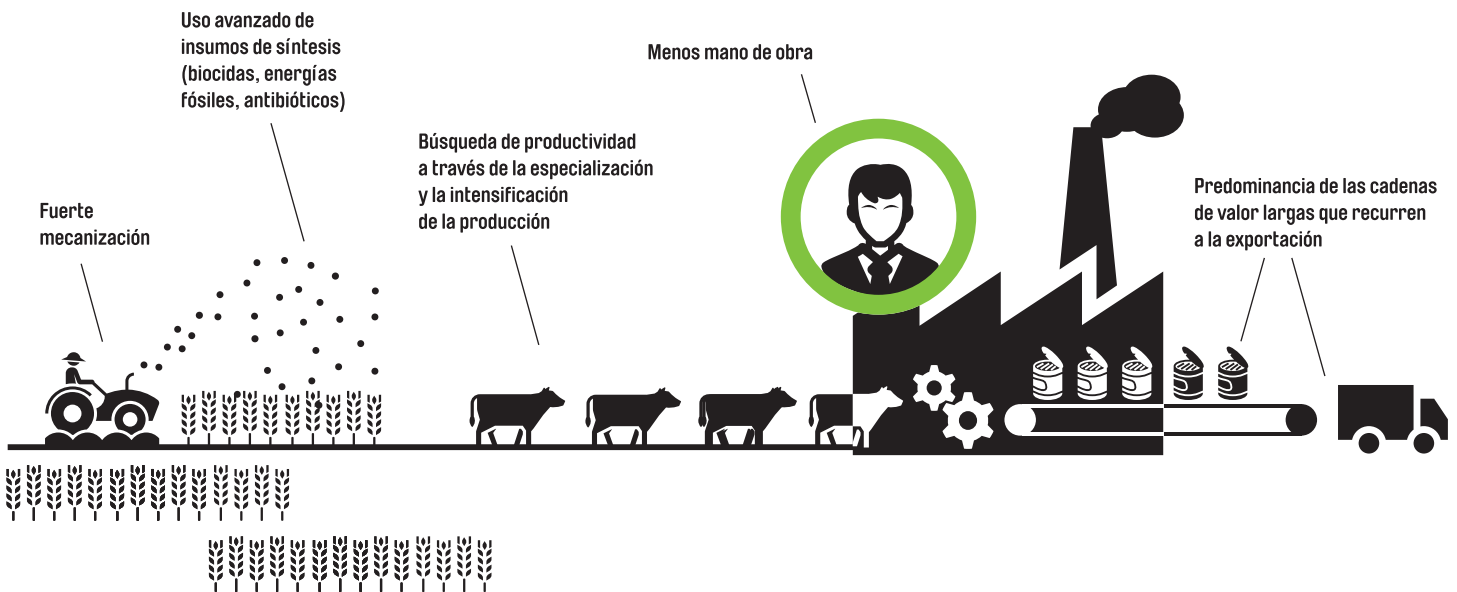 Uso avanzado de
insumos de síntesis
(biocidas, energías
fósiles, antibióticos)
Menos mano de obra
Búsqueda de productividad
a través de la especialización
y la intensificación
de la producción
Fuerte
mecanización
Predominancia de las cadenas
de valor largas que recurren
a la exportación